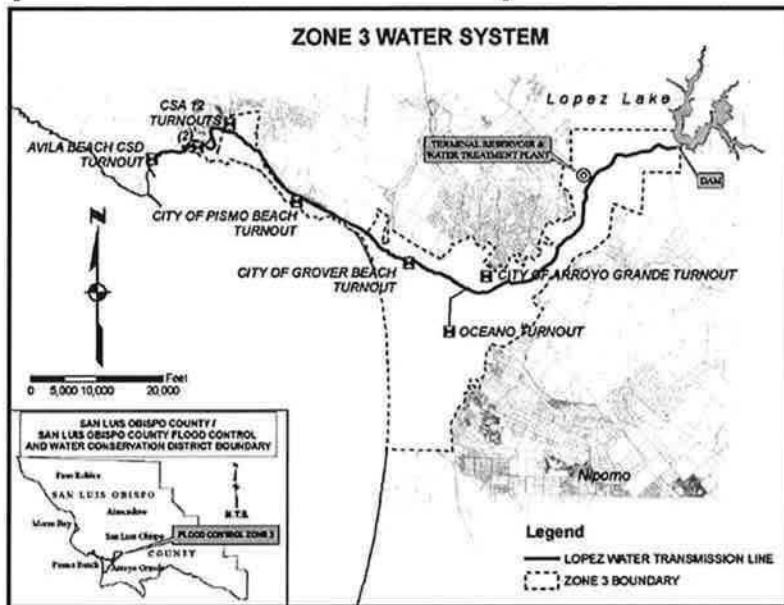 ZONE 3 WATER SYSTEM
Lopez Lake
CSA 12
TURNOUTS
(2)
AVILA BEACH CSD
TURNOUT
TERMINAL RESERVOIR &
WATER TREATMENT PLANT
DAM
CITY OF PISMO BEACH
TURNOUT
N
CITY OF GROVER BEACH
TURNOUT
CITY OF ARROYO GRANDE TURNOUT
OCEANO TURNOUT
Feet
0 5,000 10,000 20,000
SAN LUIS OBISPO COUNTY /
SAN LUIS OBISPO COUNTY FLOOD CONTROL
AND WATER CONSERVATION DISTRICT BOUNDARY
Paso Robles
SAN LUIS OBISPO
N.T.S.
Atascadero
Morro Bay
San Luis Obispo
FLOOD CONTROL ZONE 3
COUNTY
Pismo Beach
Arroyo Grande
Nipomo
Legend
LOPEZ WATER TRANSMISSION LINE
ZONE 3 BOUNDARY